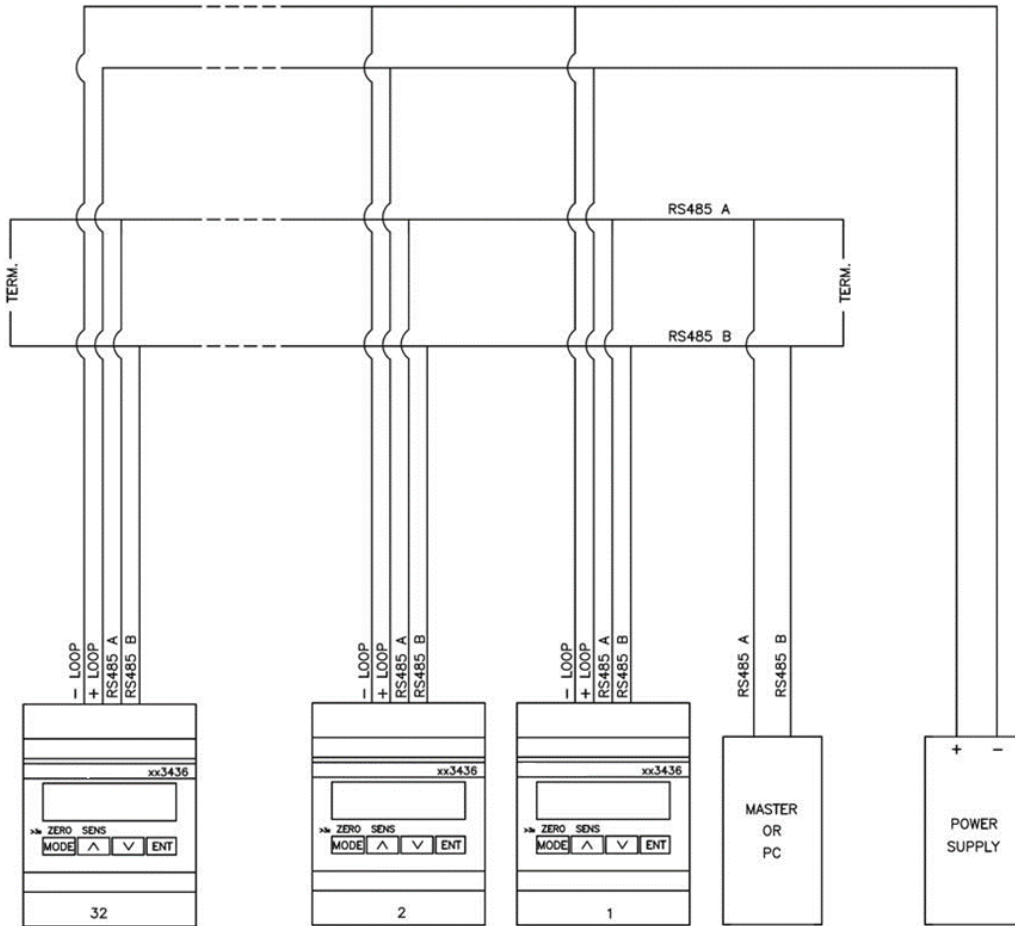 RS485 A
TERM.
TERM.
RS485 B
− LOOP
+ LOOP
RS485 A
RS485 B
− LOOP
+ LOOP
RS485 A
RS485 B
− LOOP
+ LOOP
RS485 A
RS485 B
RS485 A
RS485 B
+ −
xx3436
ZERO SENS
MODE ENT
32
xx3436
ZERO SENS
MODE ENT
2
xx3436
ZERO SENS
MODE ENT
1
MASTER
OR
PC
POWER
SUPPLY